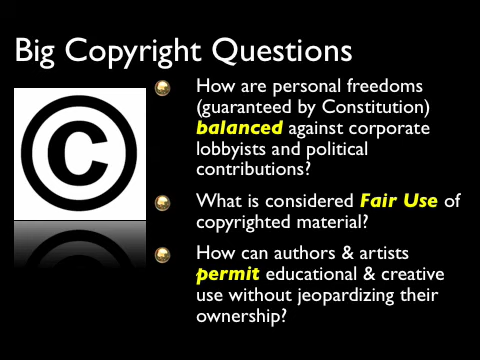 Big Copyright Questions
How are personal freedoms
(guaranteed by Constitution)
balanced against corporate
lobbyists and political
contributions?
What is considered Fair Use of
copyrighted material?
How can authors & artists
permit educational & creative
use without jeopardizing their
ownership?